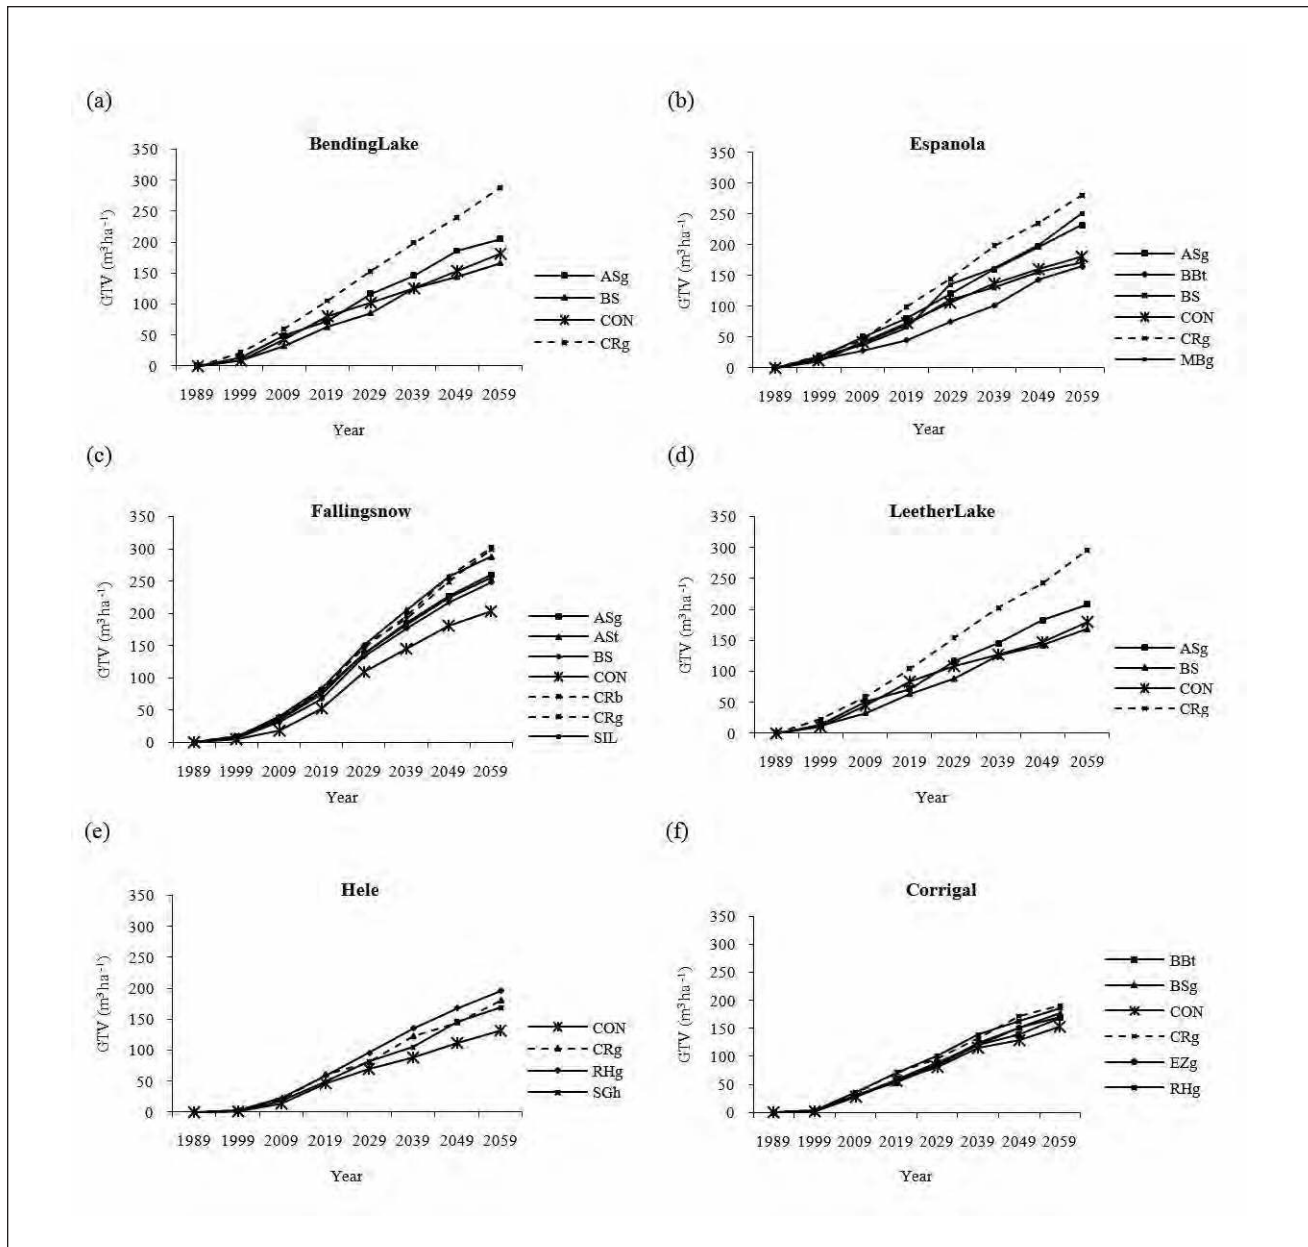 (a)
BendingLake
350
300
250
200
150
100
50
0
GTV (m³ha⁻¹)
1989 1999 2009 2019 2029 2039 2049 2059
Year
ASg
BS
CON
CRg
(b)
Espanola
350
300
250
200
150
100
50
0
GTV (m³ha⁻¹)
1989 1999 2009 2019 2029 2039 2049 2059
Year
ASg
BBt
BS
CON
CRg
MBg
(c)
Fallingsnow
350
300
250
200
150
100
50
0
GTV (m³ha⁻¹)
1989 1999 2009 2019 2029 2039 2049 2059
Year
ASg
ASt
BS
CON
CRb
CRg
SIL
(d)
LeetherLake
350
300
250
200
150
100
50
0
GTV (m³ha⁻¹)
1989 1999 2009 2019 2029 2039 2049 2059
Year
ASg
BS
CON
CRg
(e)
Hele
350
300
250
200
150
100
50
0
GTV (m³ha⁻¹)
1989 1999 2009 2019 2029 2039 2049 2059
Year
CON
CRg
RHg
SGh
(f)
Corrigal
350
300
250
200
150
100
50
0
GTV (m³ha⁻¹)
1989 1999 2009 2019 2029 2039 2049 2059
Year
BBt
BSg
CON
CRg
EZg
RHg